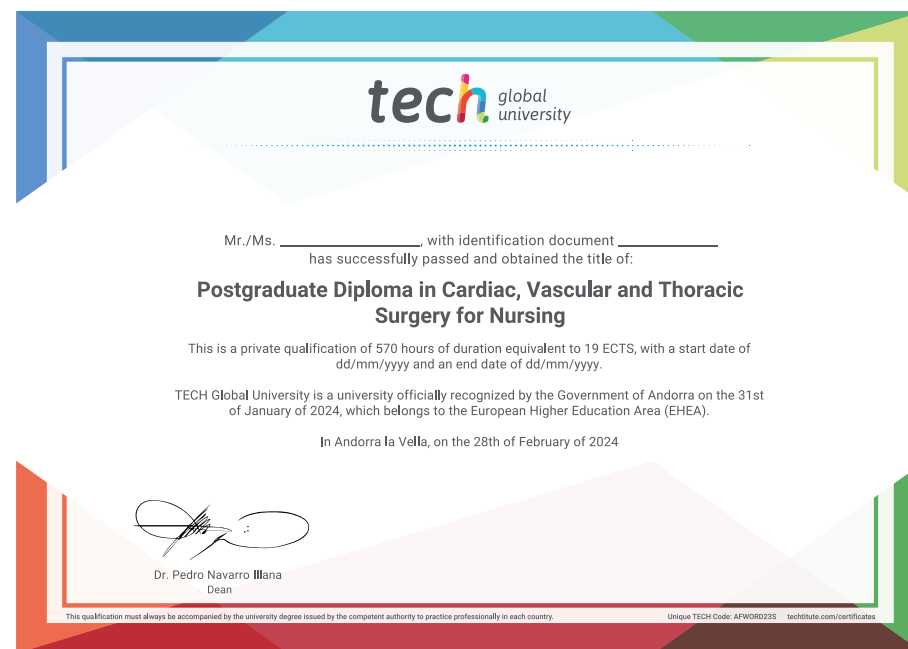 tech global university
Mr./Ms. ____________________, with identification document ______________
has successfully passed and obtained the title of:
Postgraduate Diploma in Cardiac, Vascular and Thoracic
Surgery for Nursing
This is a private qualification of 570 hours of duration equivalent to 19 ECTS, with a start date of
dd/mm/yyyy and an end date of dd/mm/yyyy.
TECH Global University is a university officially recognized by the Government of Andorra on the 31st
of January of 2024, which belongs to the European Higher Education Area (EHEA).
In Andorra la Vella, on the 28th of February of 2024
Dr. Pedro Navarro Illana
Dean
This qualification must always be accompanied by the university degree issued by the competent authority to practice professionally in each country.
Unique TECH Code: AFWORD23S techtitute.com/certificates